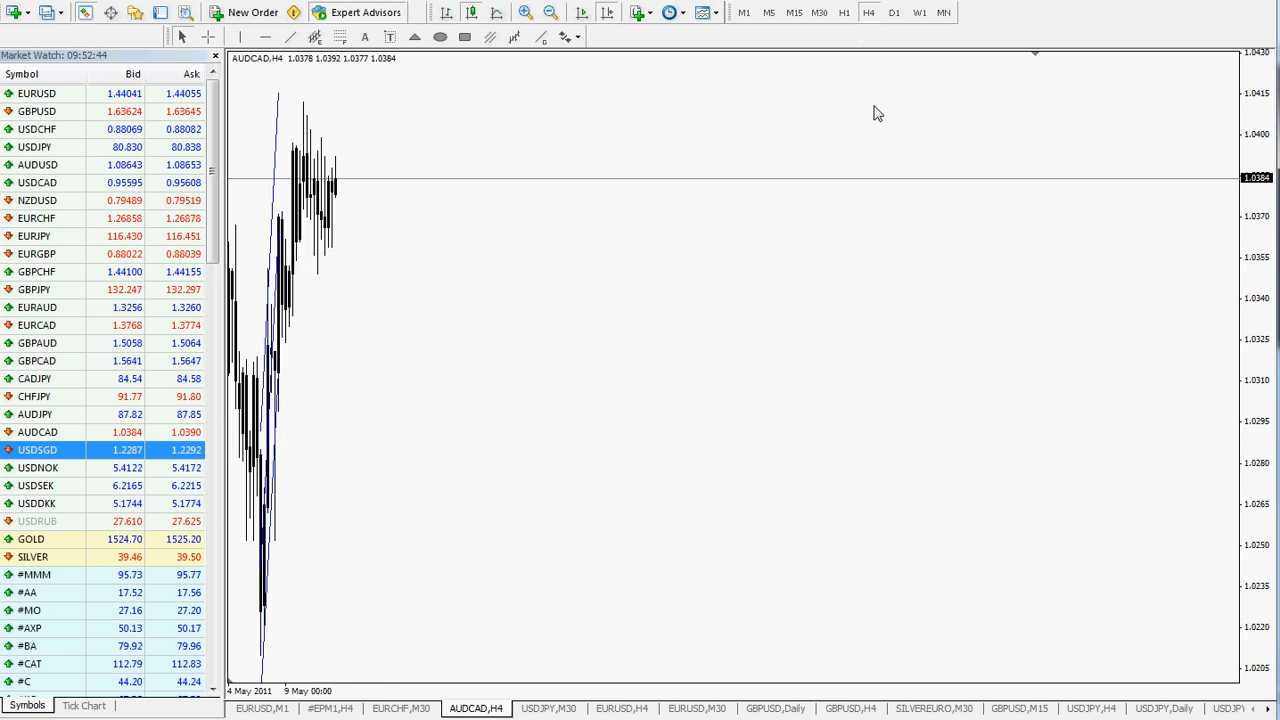 New Order
Expert Advisors
M5 M15 M30 H1 H4 D1 W1 MN
A
T
Market Watch: 09:52:44
Symbol Bid Ask
EURUSD 1.44041 1.44055
GBPUSD 1.63624 1.63645
USDCHF 0.88069 0.88082
USDJPY 80.830 80.838
AUDUSD 1.08643 1.08653
USDCAD 0.95595 0.95608
NZDUSD 0.79489 0.79519
EURCHF 1.26858 1.26878
EURJPY 116.430 116.451
EURGBP 0.88022 0.88039
GBPCHF 1.44100 1.44155
GBPJPY 132.247 132.297
EURAUD 1.3256 1.3260
EURCAD 1.3768 1.3774
GBPAUD 1.5058 1.5064
GBPCAD 1.5641 1.5647
CADJPY 84.54 84.58
CHFJPY 91.77 91.80
AUDJPY 87.82 87.85
AUDCAD 1.0384 1.0390
USDSGD 1.2287 1.2292
USDNOK 5.4122 5.4172
USDSEK 6.2165 6.2215
USDDKK 5.1744 5.1774
USDRUB 27.610 27.625
GOLD 1524.70 1525.20
SILVER 39.46 39.50
#MMM 95.73 95.77
#AA 17.52 17.56
#MO 27.16 27.20
#AXP 50.13 50.17
#BA 79.92 79.96
#CAT 112.79 112.83
#C 44.20 44.24
Symbols Tick Chart
AUDCAD,H4 1.0378 1.0392 1.0377 1.0384
1.0430
1.0415
1.0400
1.0384
1.0370
1.0355
1.0340
1.0325
1.0310
1.0295
1.0280
1.0265
1.0250
1.0235
1.0220
1.0205
4 May 2011 9 May 00:00
EURUSD,M1 #EPM1,H4 EURCHF,M30 AUDCAD,H4 USDJPY,M30 EURUSD,H4 EURUSD,M30 GBPUSD,Daily GBPUSD,H4 SILVEREURO,M30 GBPUSD,M15 USDJPY,H4 USDJPY,Daily USDJPY